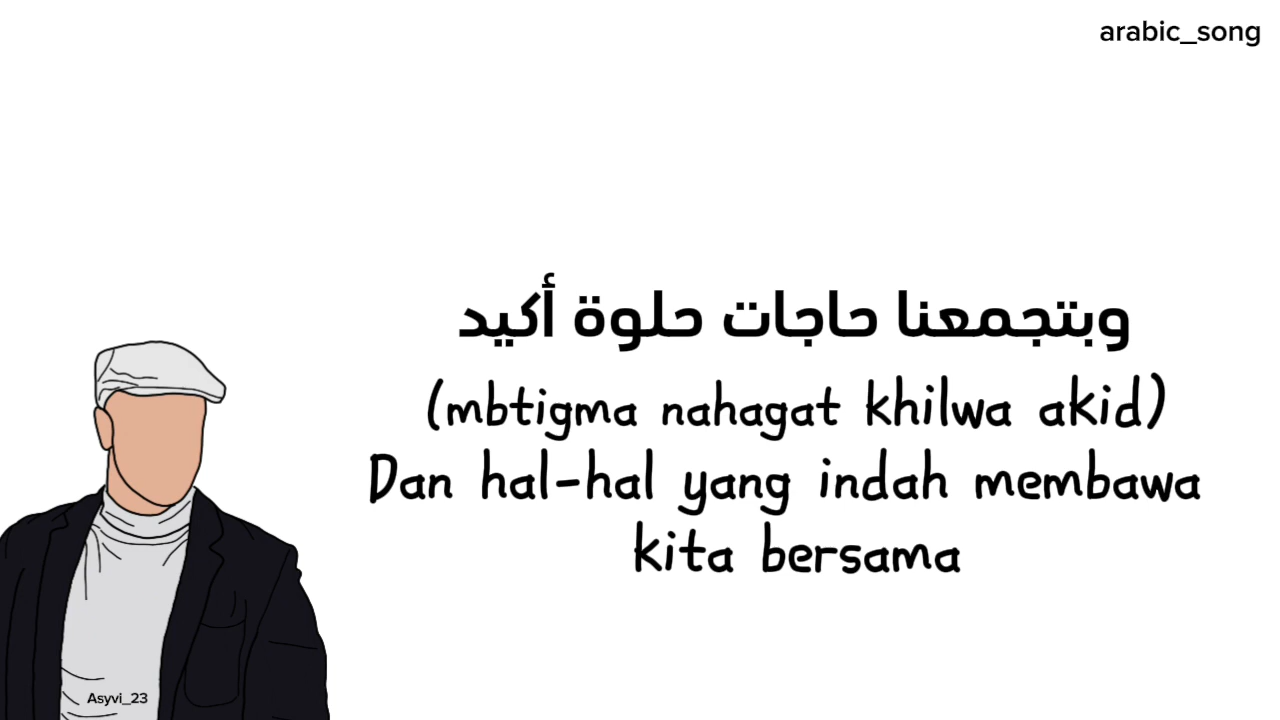 arabic_song
وبتجمعنا حاجات حلوة أكيد
(mbtigma nahagat khilwa akid)
Dan hal-hal yang indah membawa
kita bersama
Asyvi_23